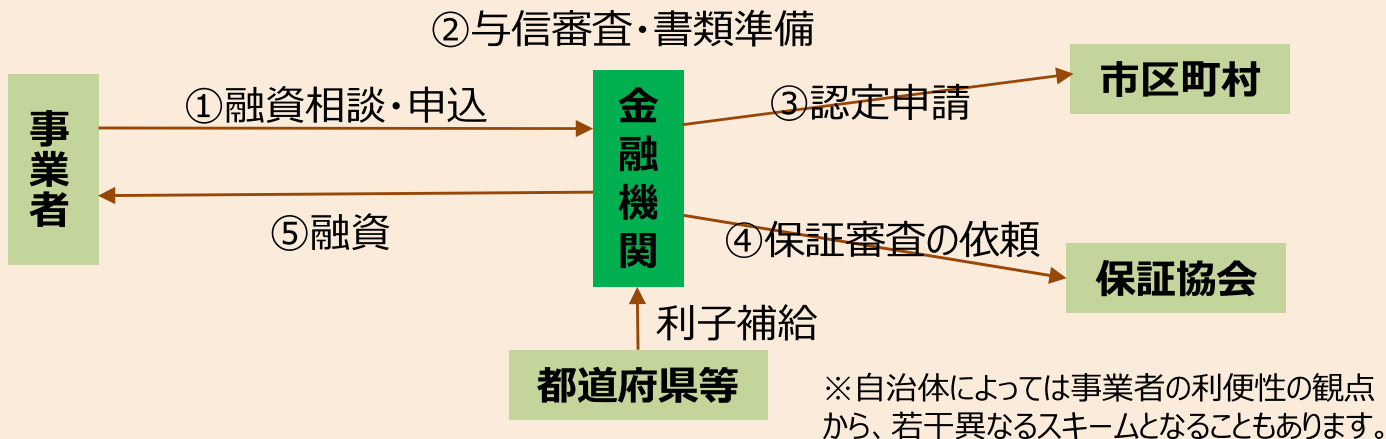 ②与信審査・書類準備
事業者
①融資相談・申込
金融機関
③認定申請
市区町村
⑤融資
④保証審査の依頼
保証協会
利子補給
都道府県等
※自治体によっては事業者の利便性の観点
から、若干異なるスキームとなることもあります。